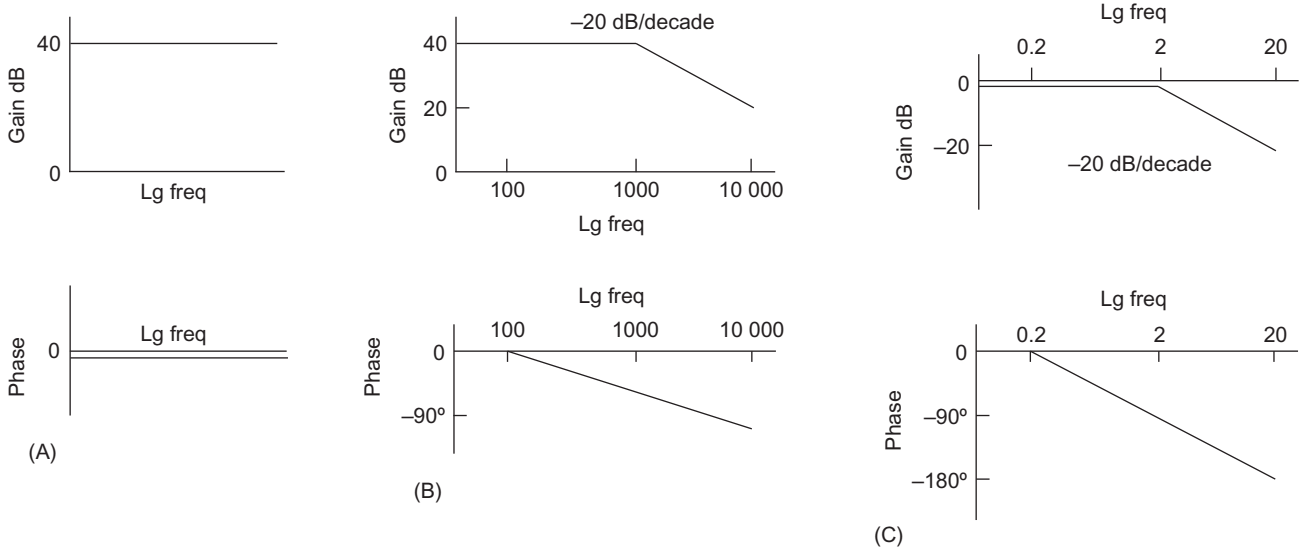 Gain dB
40
0
Lg freq
Phase
0
Lg freq
(A)
–20 dB/decade
Gain dB
40
20
0
100
1000
10 000
Lg freq
Lg freq
100
1000
10 000
Phase
0
–90º
(B)
Lg freq
0.2
2
20
Gain dB
0
–20
–20 dB/decade
Lg freq
0.2
2
20
Phase
0
–90º
–180º
(C)